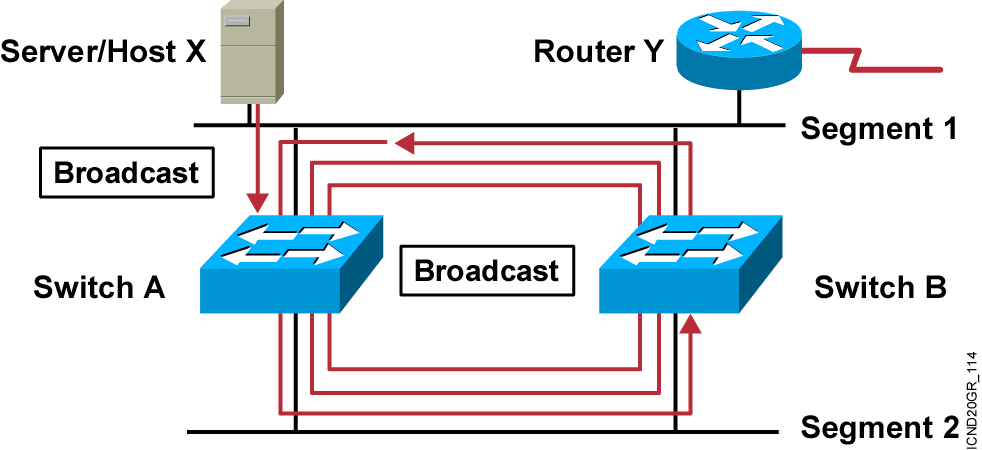 Server/Host X
Router Y
Segment 1
Broadcast
Broadcast
Switch A
Switch B
Segment 2
ICND20GR_114